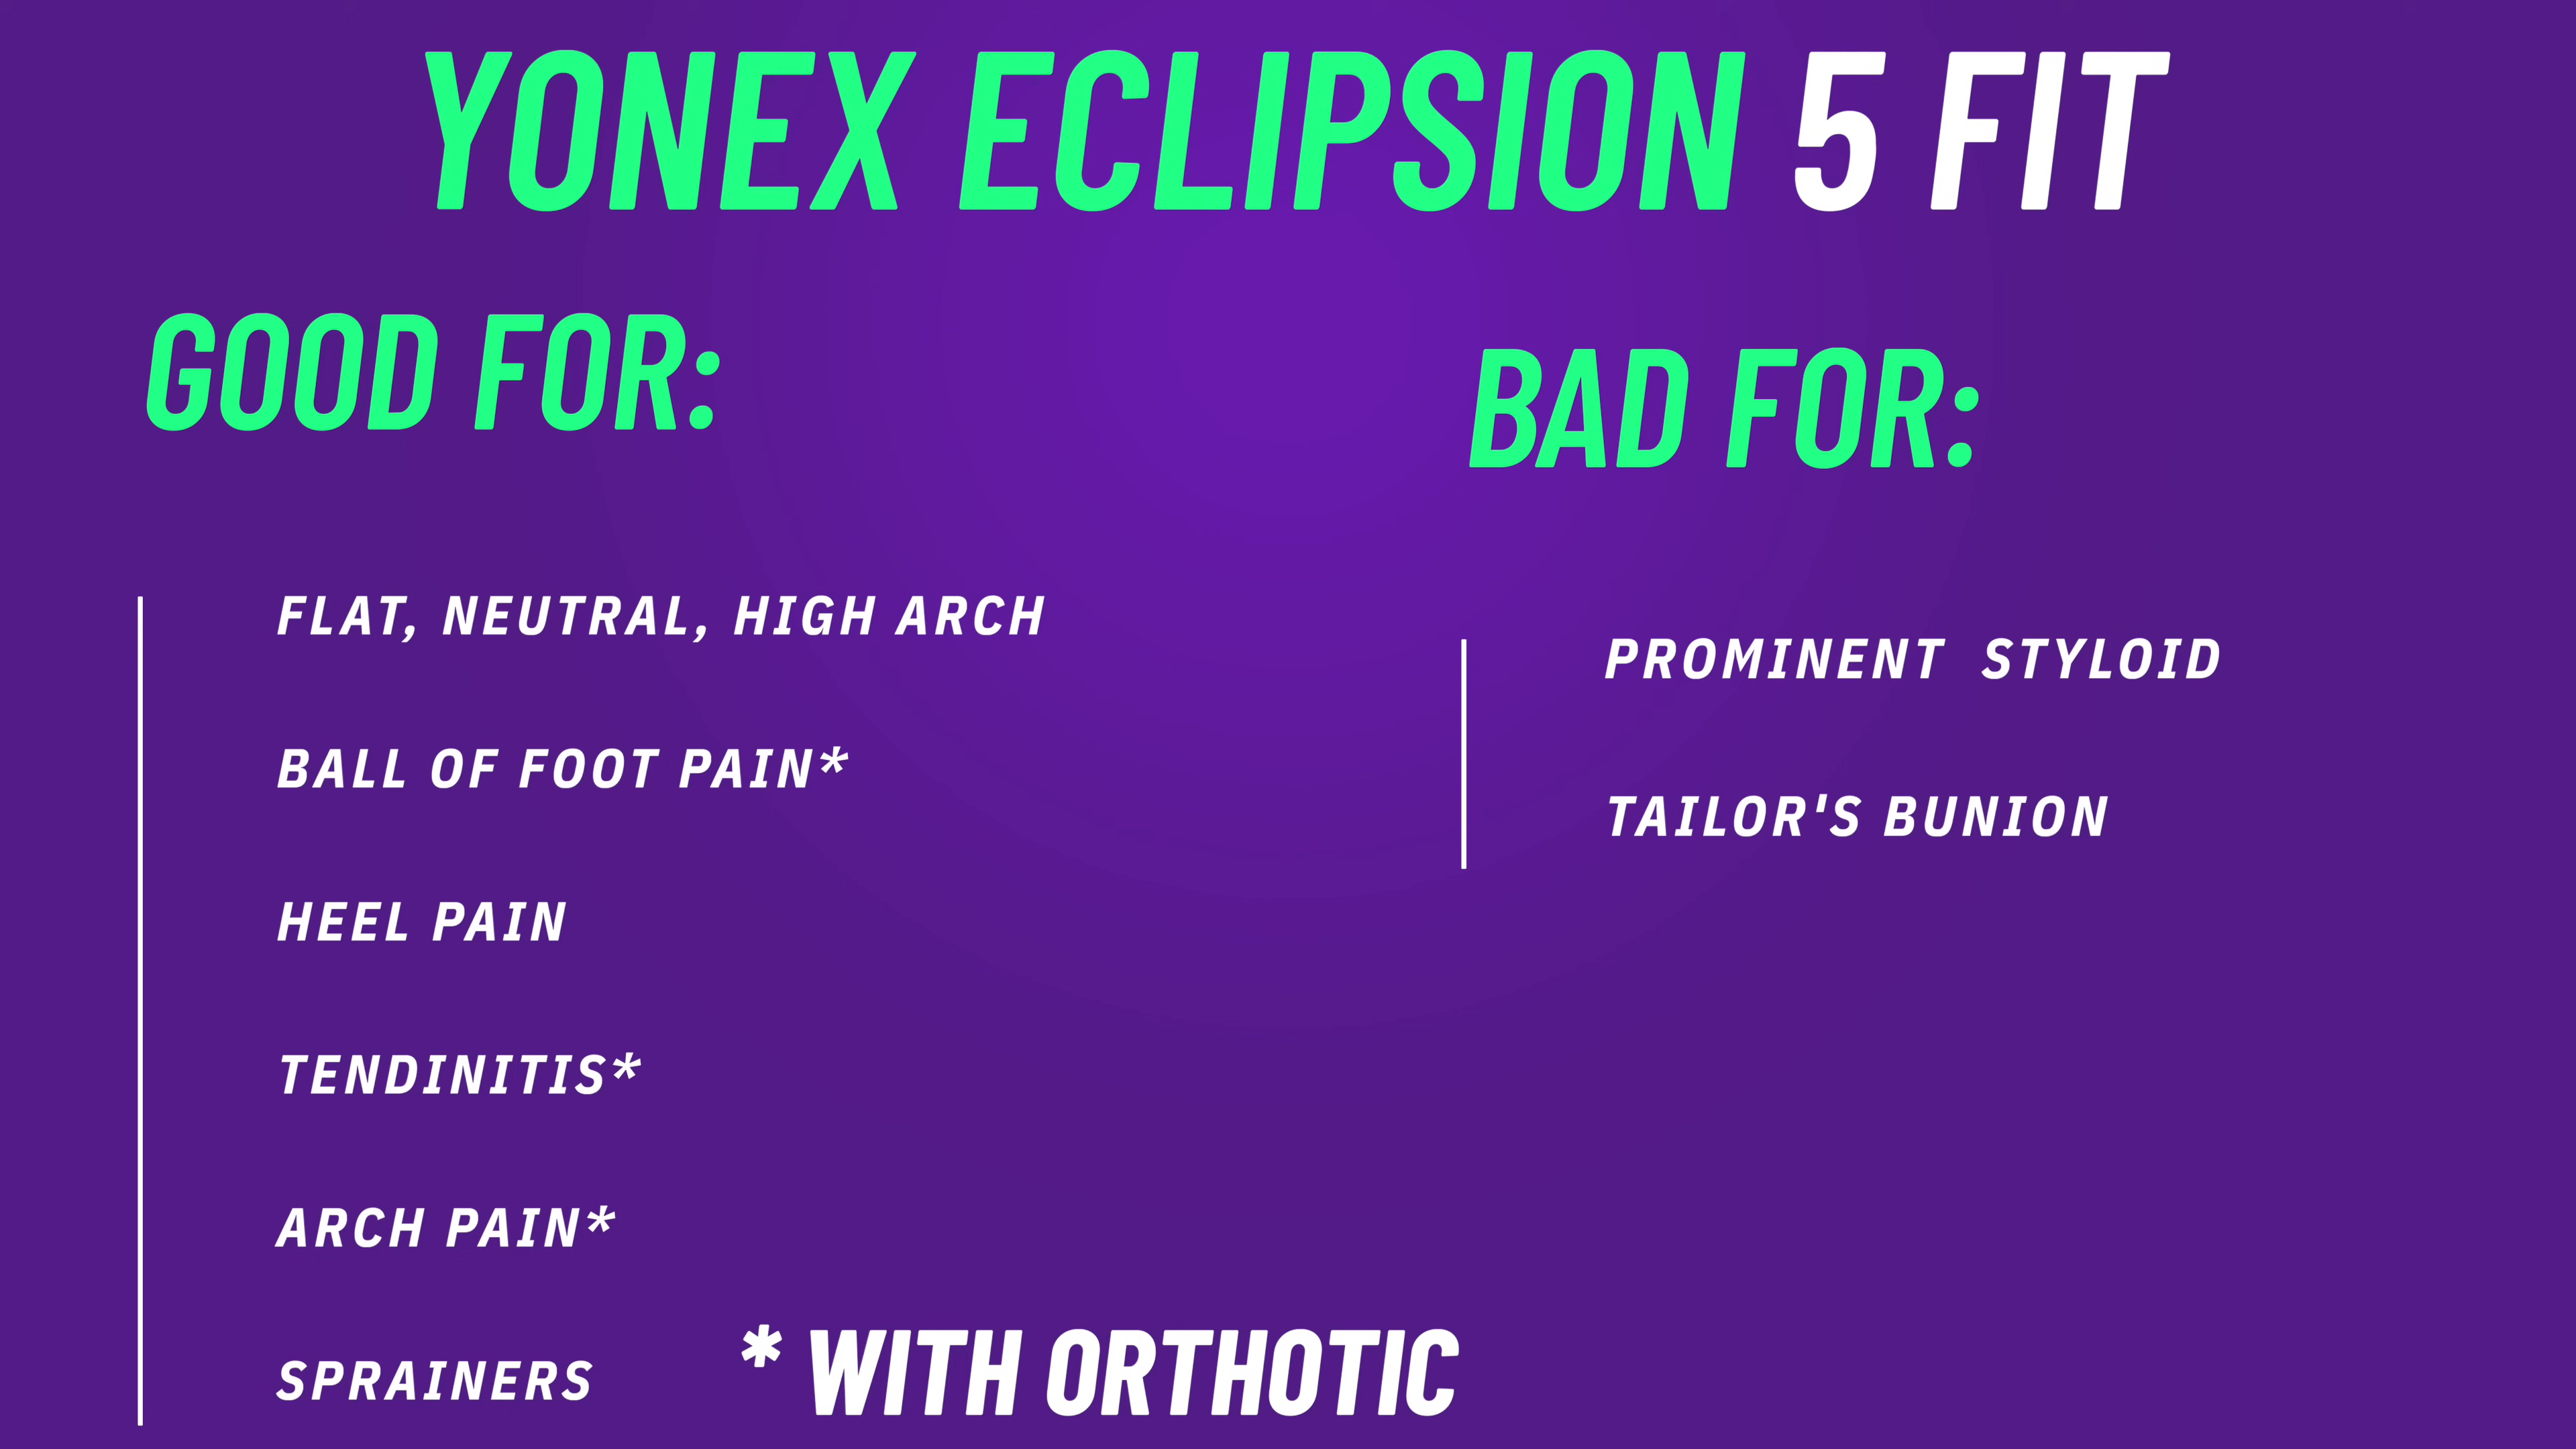 YONEX ECLIPSION 5 FIT
GOOD FOR:
FLAT, NEUTRAL, HIGH ARCH
BALL OF FOOT PAIN*
HEEL PAIN
TENDINITIS*
ARCH PAIN*
SPRAINERS
* WITH ORTHOTIC
BAD FOR:
PROMINENT STYLOID
TAILOR'S BUNION